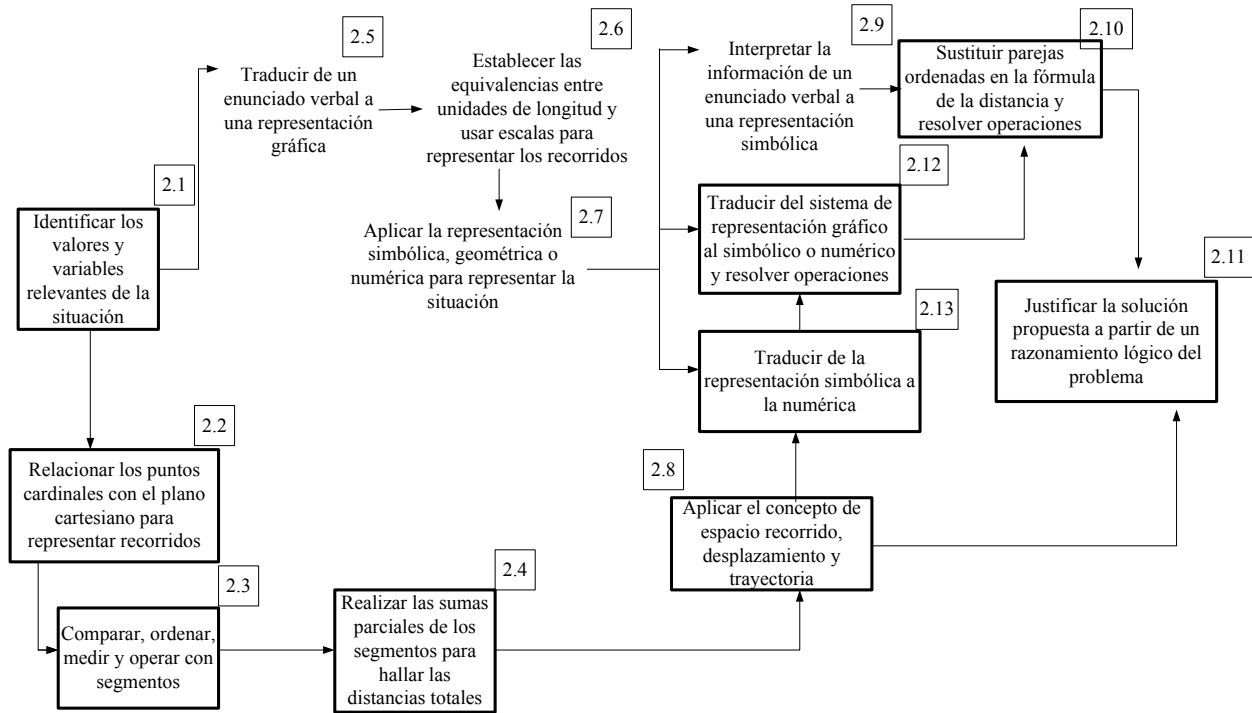 2.5
Traducir de un
enunciado verbal a
una representación
gráfica
2.6
Establecer las
equivalencias entre
unidades de longitud y
usar escalas para
representar los recorridos
2.9
Interpretar la
información de un
enunciado verbal a
una representación
simbólica
2.10
Sustituir parejas
ordenadas en la fórmula
de la distancia y
resolver operaciones
2.1
Identificar los
valores y
variables
relevantes de la
situación
2.7
Aplicar la representación
simbólica, geométrica o
numérica para representar la
situación
2.12
Traducir del sistema de
representación gráfico
al simbólico o numérico
y resolver operaciones
2.11
Justificar la solución
propuesta a partir de un
razonamiento lógico del
problema
2.13
Traducir de la
representación simbólica a
la numérica
2.2
Relacionar los puntos
cardinales con el plano
cartesiano para
representar recorridos
2.8
Aplicar el concepto de
espacio recorrido,
desplazamiento y
trayectoria
2.3
Comparar, ordenar,
medir y operar con
segmentos
2.4
Realizar las sumas
parciales de los
segmentos para
hallar las
distancias totales